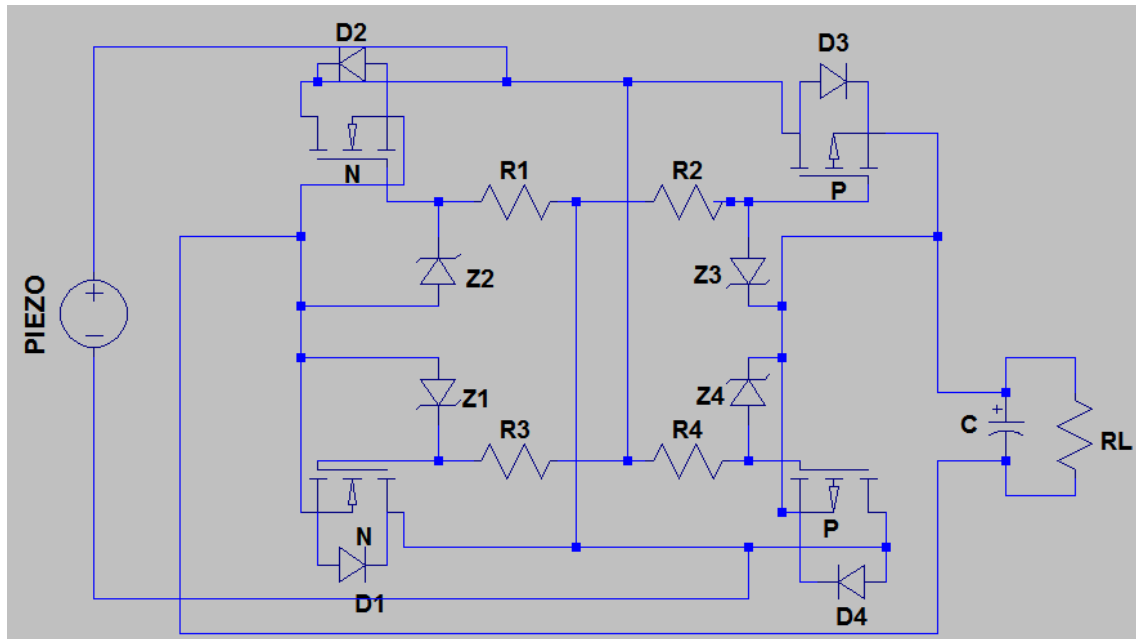 D2
D3
N
R1
R2
P
Z2
Z3
PIEZO
+
−
Z1
Z4
R3
R4
C
+
RL
N
P
D1
D4